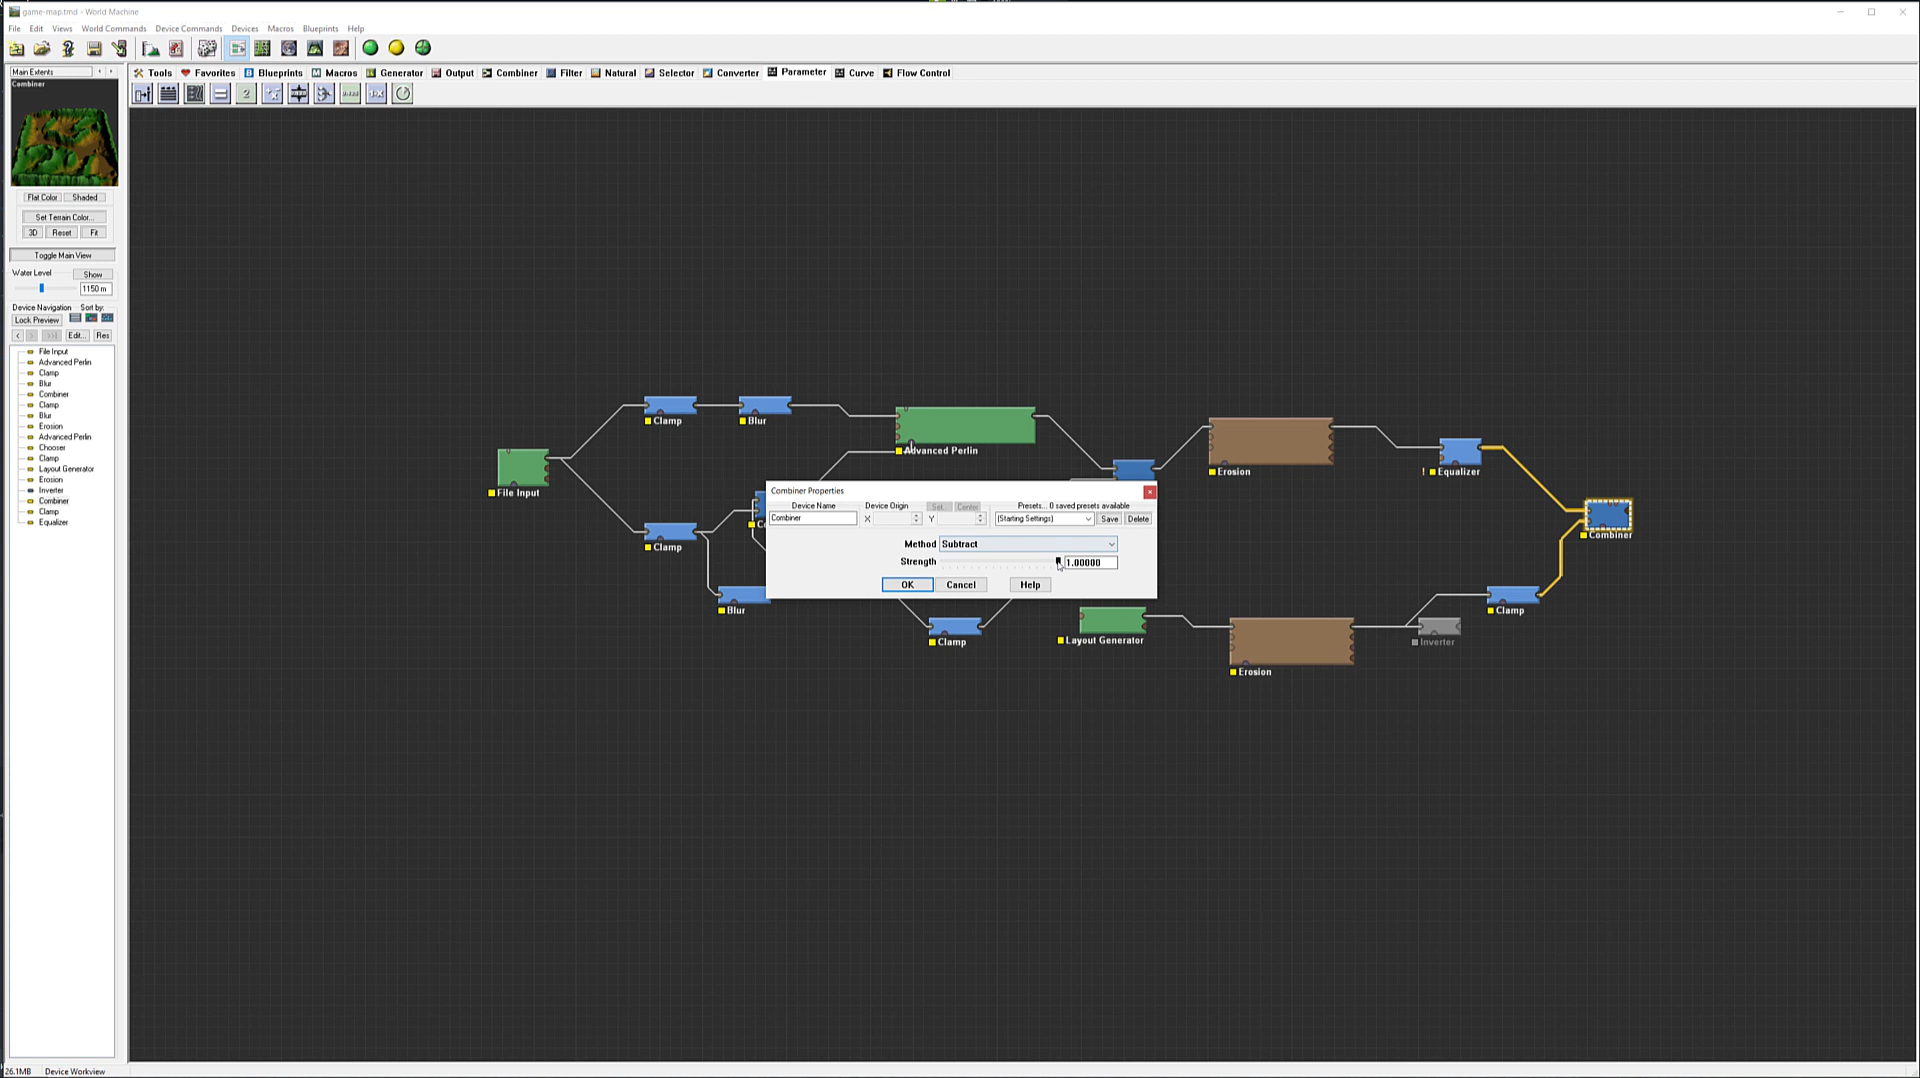 game-map.tmd - World Machine
File Edit Views World Commands Device Commands Devices Macros Blueprints Help
Main Extents
Tools Favorites Blueprints Macros Generator Output Combiner Filter Natural Selector Converter Parameter Curve Flow Control
Combiner
Flat Color Shaded
Set Terrain Color...
3D Reset Fit
Toggle Main View
Water Level Show
1150 m
Device Navigation Sort by:
Lock Preview
< > >>| Edit... Res
File Input
Advanced Perlin
Clamp
Blur
Combiner
Clamp
Blur
Erosion
Advanced Perlin
Chooser
Clamp
Layout Generator
Erosion
Inverter
Combiner
Clamp
Equalizer
Clamp
Blur
Advanced Perlin
Erosion
! Equalizer
File Input
Combiner
Clamp
Blur
Clamp
Layout Generator
Erosion
Inverter
Clamp
Combiner Properties
Device Name Device Origin Set... Center Presets... 0 saved presets available
Combiner X Y (Starting Settings) Save Delete
Method Subtract
Strength 1.00000
OK Cancel Help
26.1MB Device Workview